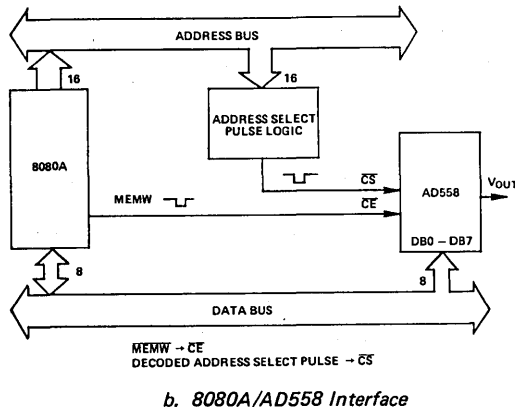 ADDRESS BUS
16
16
ADDRESS SELECT
PULSE LOGIC
8080A
CS
AD558
VOUT
MEMW
CE
DB0 – DB7
8
8
DATA BUS
MEMW → CE
DECODED ADDRESS SELECT PULSE → CS
b. 8080A/AD558 Interface